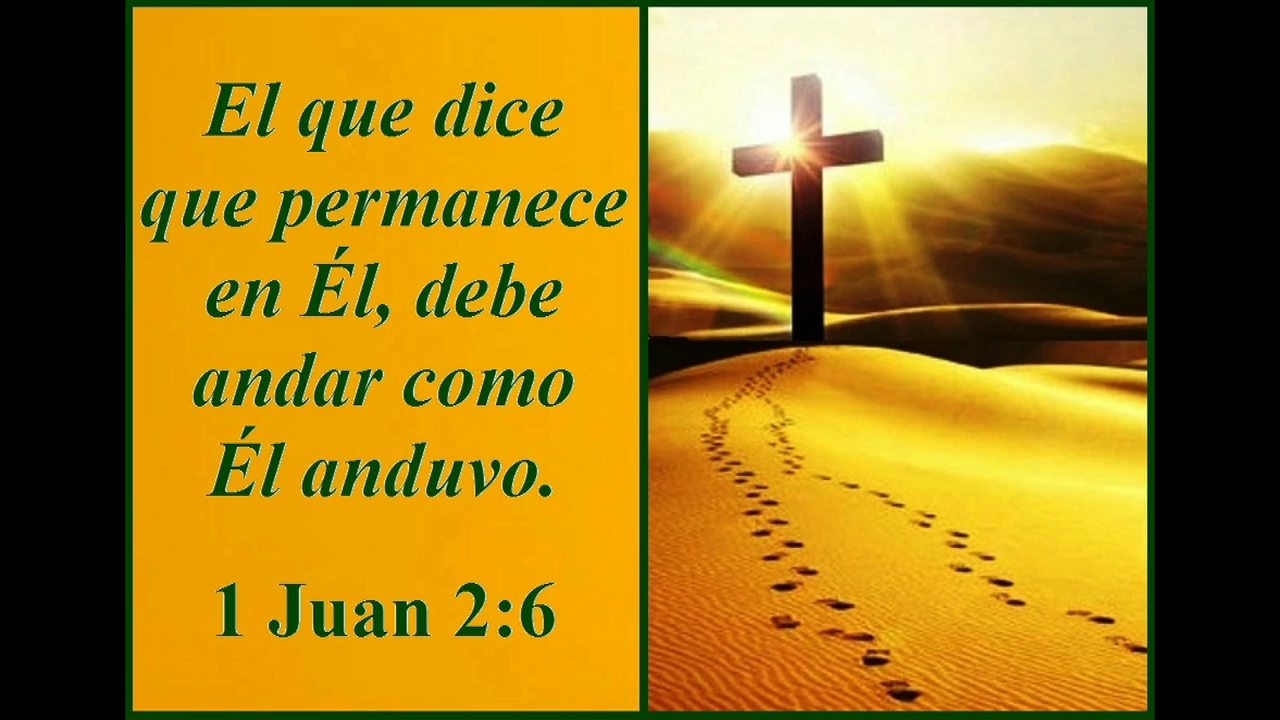 El que dice
que permanece
en Él, debe
andar como
Él anduvo.
1 Juan 2:6